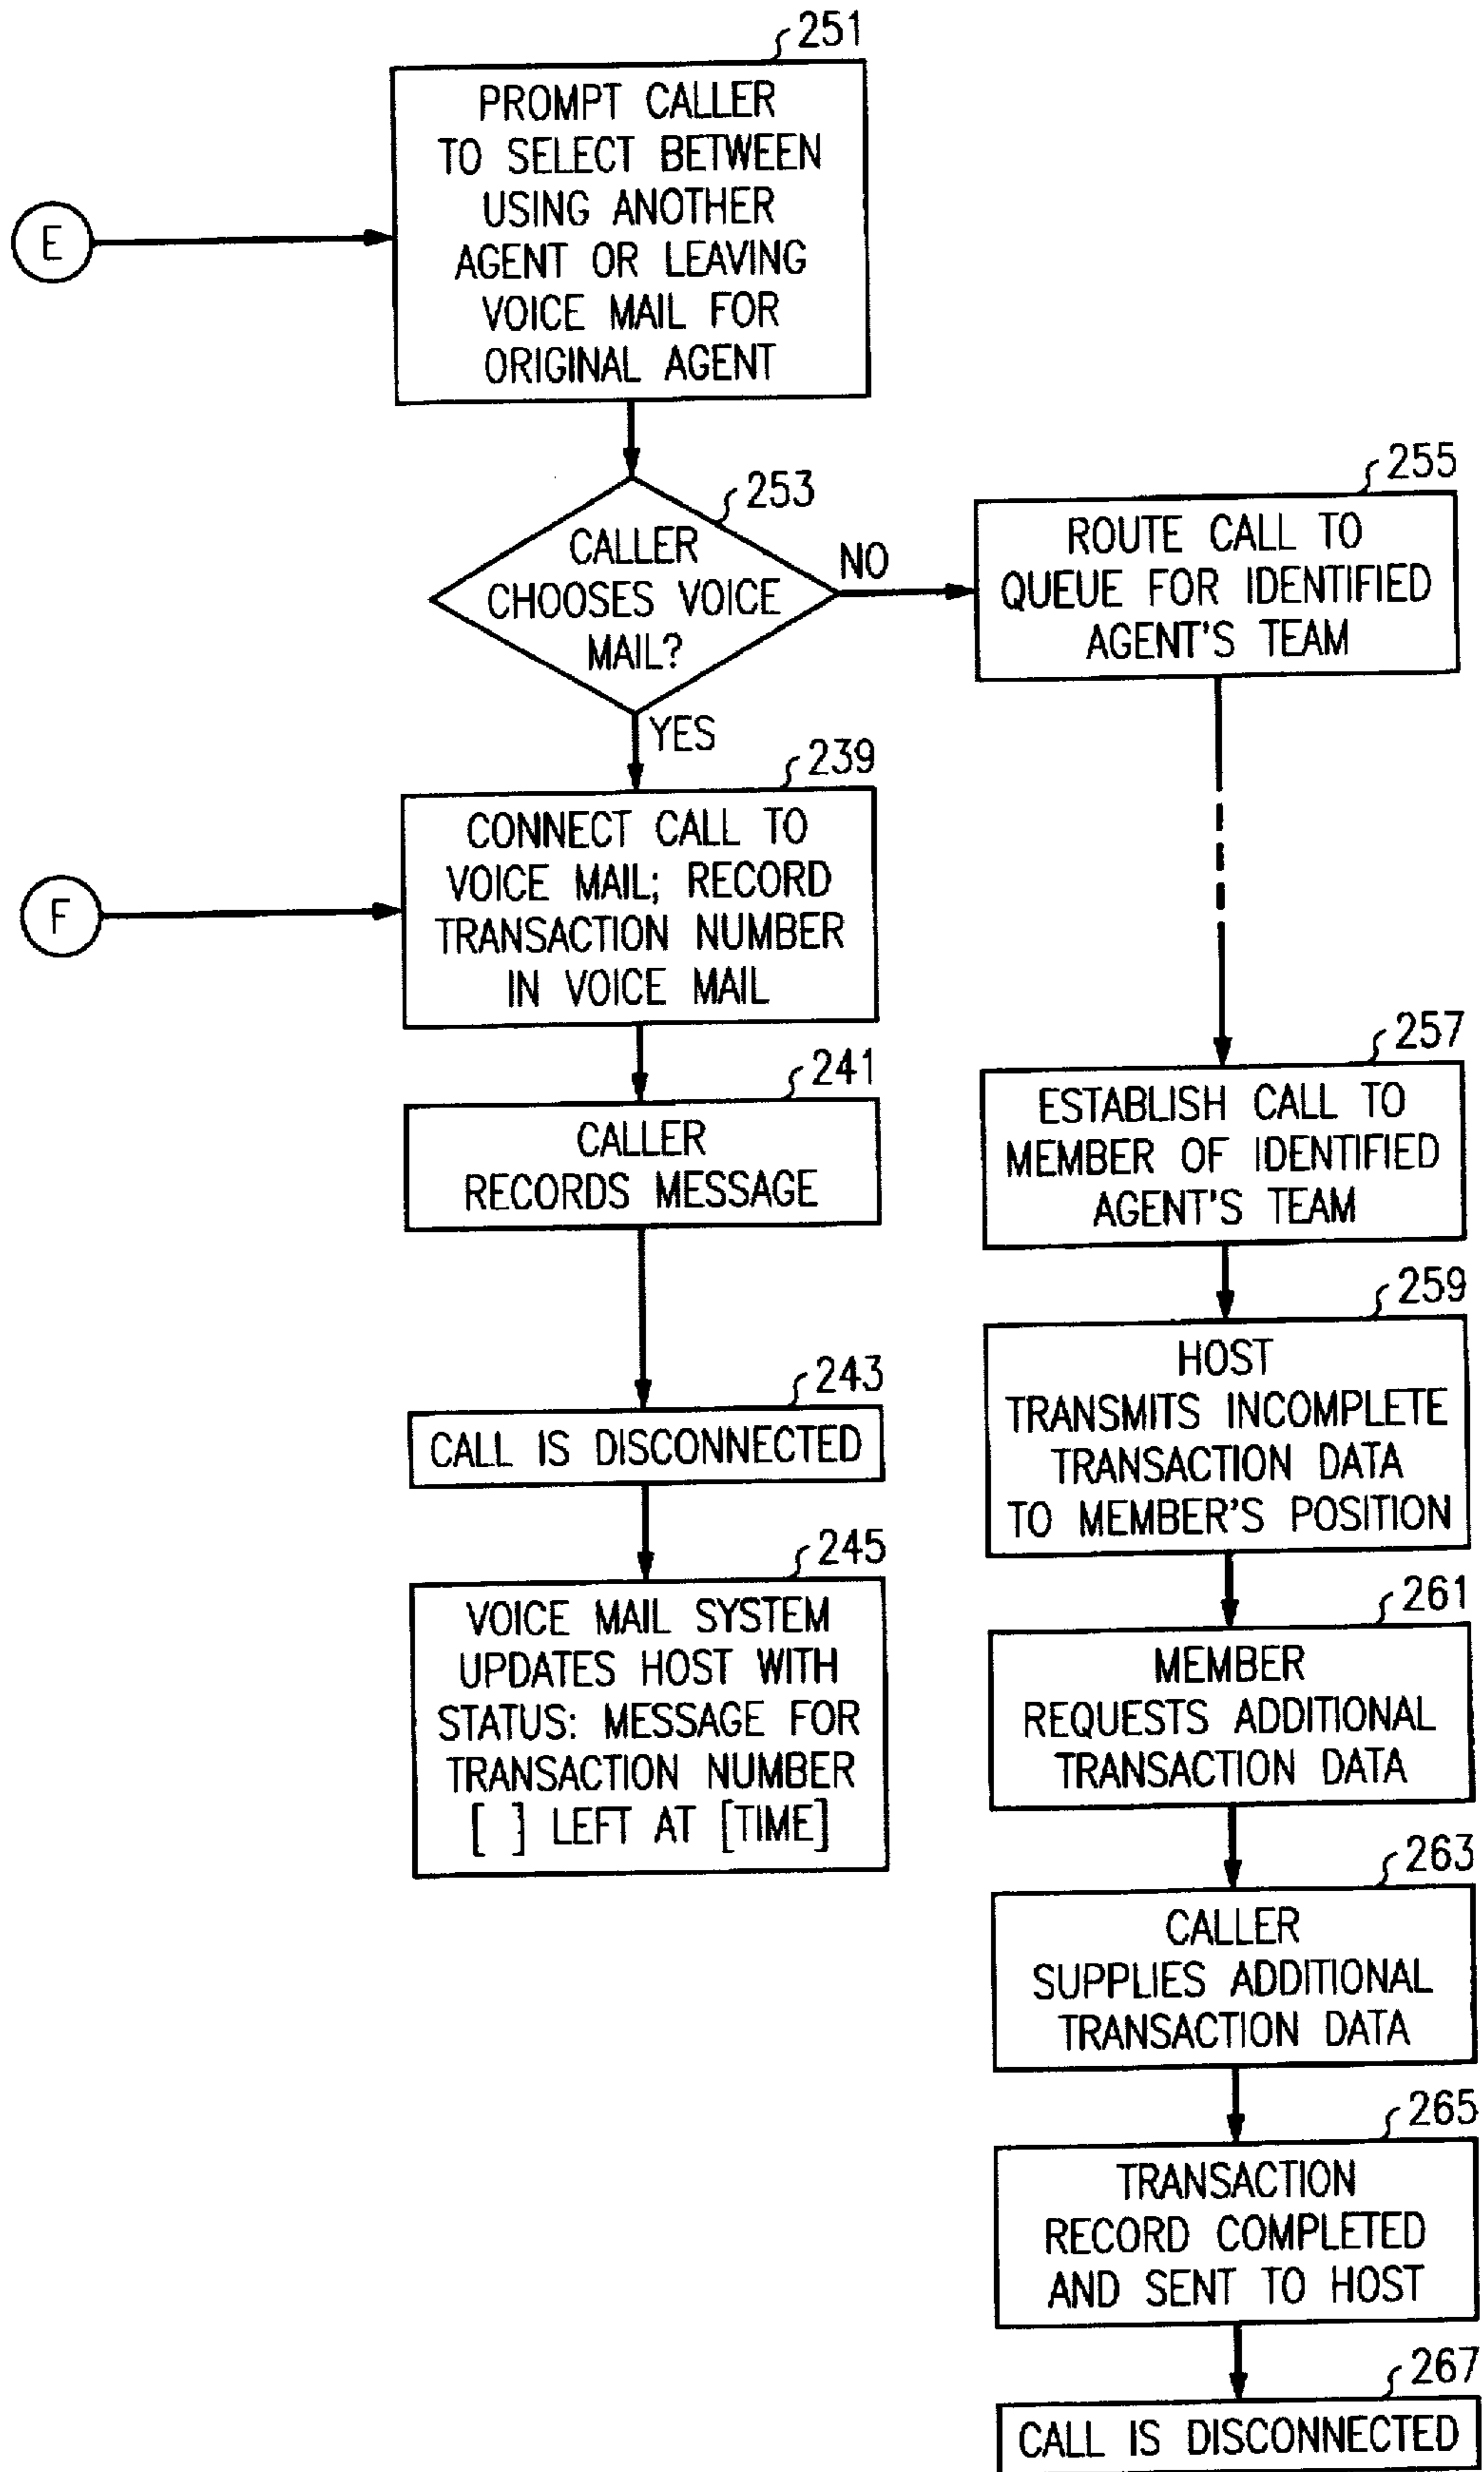 251
PROMPT CALLER
TO SELECT BETWEEN
USING ANOTHER
AGENT OR LEAVING
VOICE MAIL FOR
ORIGINAL AGENT
E
253
CALLER
CHOOSES VOICE
MAIL?
NO
YES
255
ROUTE CALL TO
QUEUE FOR IDENTIFIED
AGENT'S TEAM
239
CONNECT CALL TO
VOICE MAIL; RECORD
TRANSACTION NUMBER
IN VOICE MAIL
F
241
CALLER
RECORDS MESSAGE
243
CALL IS DISCONNECTED
245
VOICE MAIL SYSTEM
UPDATES HOST WITH
STATUS: MESSAGE FOR
TRANSACTION NUMBER
[ ] LEFT AT [TIME]
257
ESTABLISH CALL TO
MEMBER OF IDENTIFIED
AGENT'S TEAM
259
HOST
TRANSMITS INCOMPLETE
TRANSACTION DATA
TO MEMBER'S POSITION
261
MEMBER
REQUESTS ADDITIONAL
TRANSACTION DATA
263
CALLER
SUPPLIES ADDITIONAL
TRANSACTION DATA
265
TRANSACTION
RECORD COMPLETED
AND SENT TO HOST
267
CALL IS DISCONNECTED